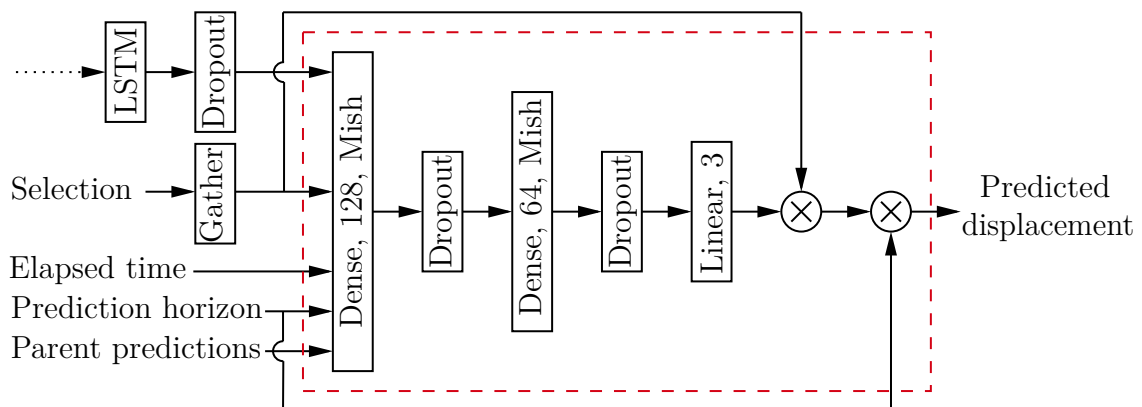 LSTM
Dropout
Selection
Gather
Elapsed time
Prediction horizon
Parent predictions
Dense, 128, Mish
Dropout
Dense, 64, Mish
Dropout
Linear, 3
Predicted
displacement